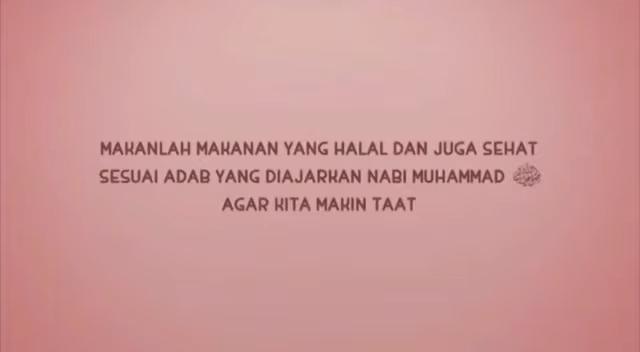 MAKANLAH MAKANAN YANG HALAL DAN JUGA SEHAT
SESUAI ADAB YANG DIAJARKAN NABI MUHAMMAD ﷺ
AGAR KITA MAKIN TAAT